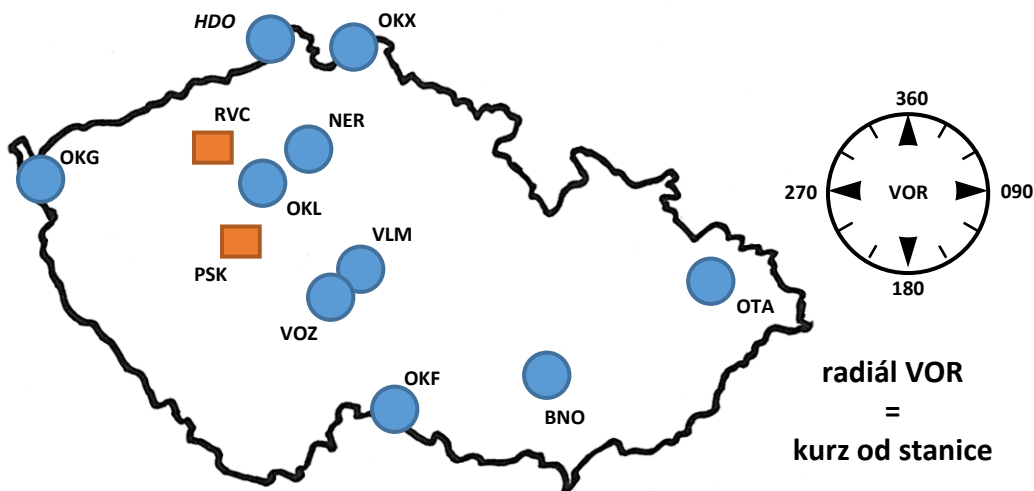 HDO
OKX
RVC
NER
OKG
OKL
PSK
VLM
VOZ
OTA
OKF
BNO
360
270
VOR
090
180
radiál VOR
=
kurz od stanice